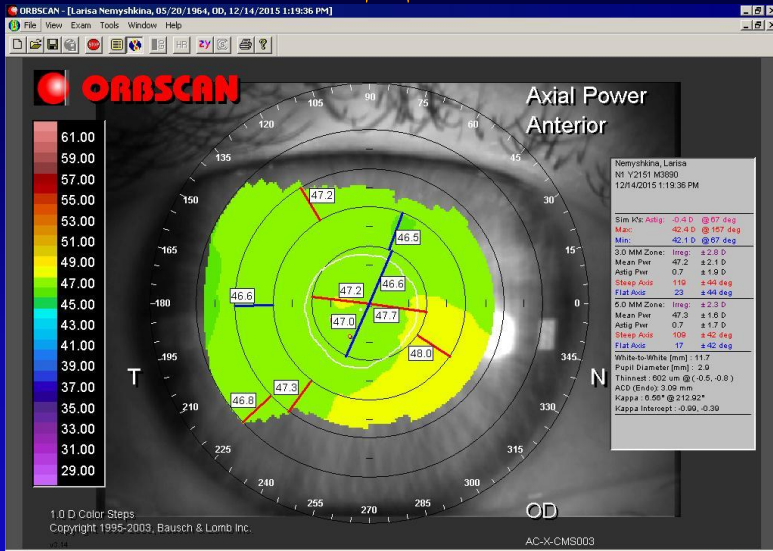 ORBSCAN - [Larisa Nemyshkina, 05/20/1964, OD, 12/14/2015 1:19:36 PM]
File View Exam Tools Window Help
STOP HR ZY
ORBSCAN
Axial Power
Anterior
61.00
59.00
57.00
55.00
53.00
51.00
49.00
47.00
45.00
43.00
41.00
39.00
37.00
35.00
33.00
31.00
29.00
105
90
75
120
60
135
45
150
165
15
180
0
195
345
210
330
225
315
240
300
255
270
285
47.2
46.5
46.6
46.6
47.2
47.7
47.0
48.0
47.3
46.8
T
N
OD
Nemyshkina, Larisa
N1 Y2151 M3890
12/14/2015 1:19:36 PM
Sim K's: Astig: -0.4 D @ 67 deg
Max: 42.4 D @ 157 deg
Min: 42.1 D @ 67 deg
3.0 MM Zone: Irreg: ± 2.8 D
Mean Pwr 47.2 ± 2.1 D
Astig Pwr 0.7 ± 1.9 D
Steep Axis 119 ± 44 deg
Flat Axis 23 ± 44 deg
5.0 MM Zone: Irreg: ± 2.3 D
Mean Pwr 47.3 ± 1.6 D
Astig Pwr 0.7 ± 1.7 D
Steep Axis 109 ± 42 deg
Flat Axis 17 ± 42 deg
White-to-White [mm] : 11.7
Pupil Diameter [mm] : 2.9
Thinnest : 602 um @ ( -0.5, -0.8 )
ACD (Endo): 3.09 mm
Kappa : 6.56° @ 212.92°
Kappa Intercept : -0.99, -0.39
1.0 D Color Steps
Copyright 1995-2003, Bausch & Lomb Inc.
AC-X-CMS003